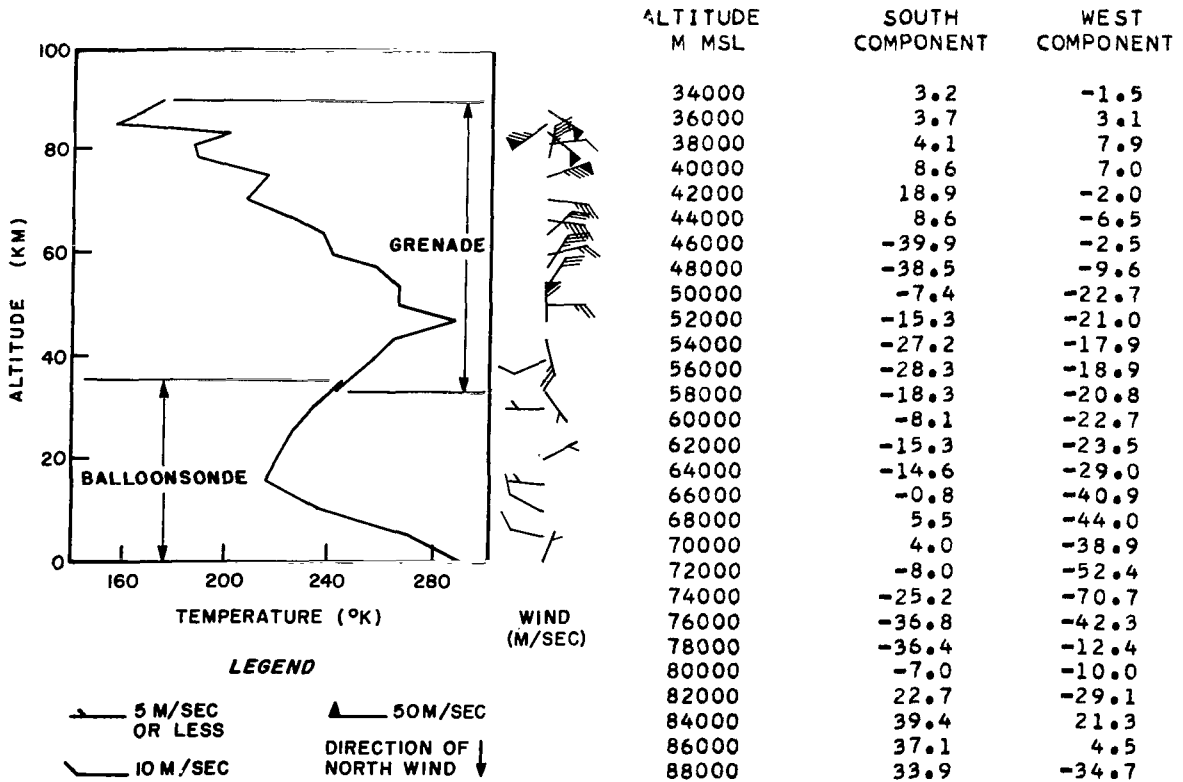 100
80
60
40
20
0
ALTITUDE (KM)
GRENADE
BALLOONSONDE
160 200 240 280
TEMPERATURE (°K)
WIND
(M/SEC)
LEGEND
5 M/SEC
OR LESS
10 M/SEC
50 M/SEC
DIRECTION OF
NORTH WIND
ALTITUDE SOUTH WEST
M MSL COMPONENT COMPONENT
34000 3.2 -1.5
36000 3.7 3.1
38000 4.1 7.9
40000 8.6 7.0
42000 18.9 -2.0
44000 8.6 -6.5
46000 -39.9 -2.5
48000 -38.5 -9.6
50000 -7.4 -22.7
52000 -15.3 -21.0
54000 -27.2 -17.9
56000 -28.3 -18.9
58000 -18.3 -20.8
60000 -8.1 -22.7
62000 -15.3 -23.5
64000 -14.6 -29.0
66000 -0.8 -40.9
68000 5.5 -44.0
70000 4.0 -38.9
72000 -8.0 -52.4
74000 -25.2 -70.7
76000 -36.8 -42.3
78000 -36.4 -12.4
80000 -7.0 -10.0
82000 22.7 -29.1
84000 39.4 21.3
86000 37.1 4.5
88000 33.9 -34.7